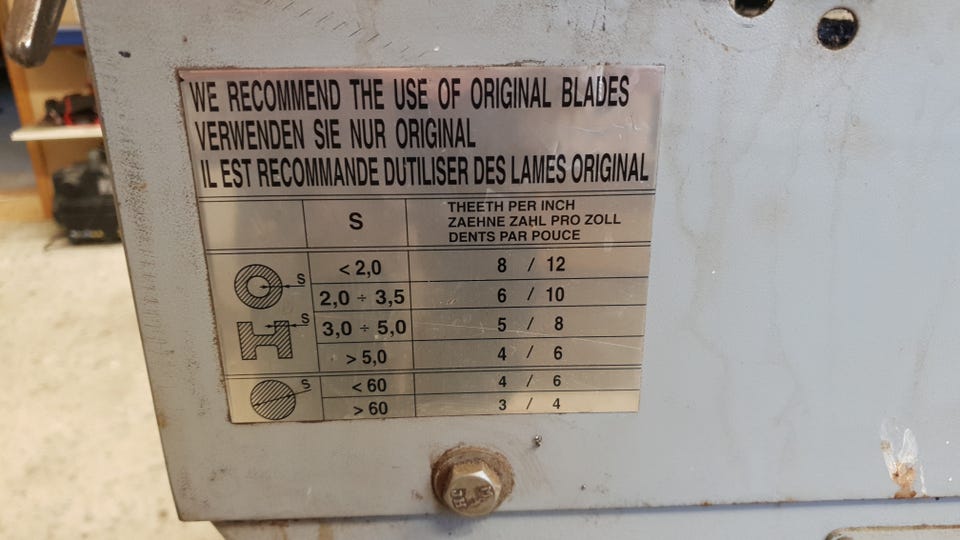 WE RECOMMEND THE USE OF ORIGINAL BLADES
VERWENDEN SIE NUR ORIGINAL
IL EST RECOMMANDE DUTILISER DES LAMES ORIGINAL
S
THEETH PER INCH
ZAEHNE ZAHL PRO ZOLL
DENTS PAR POUCE
S
< 2,0 8 / 12
2,0 ÷ 3,5 6 / 10
S
3,0 ÷ 5,0 5 / 8
> 5,0 4 / 6
S
< 60 4 / 6
> 60 3 / 4